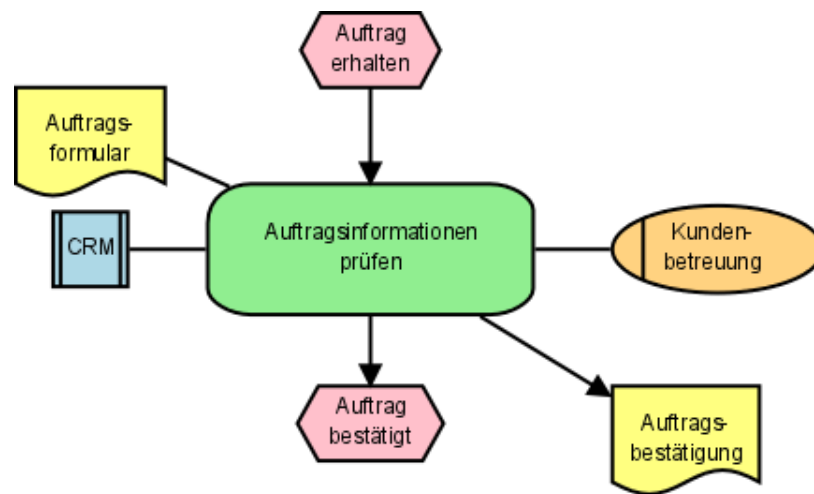 Auftrag
erhalten
Auftrags-
formular
CRM
Auftragsinformationen
prüfen
Kunden-
betreuung
Auftrag
bestätigt
Auftrags-
bestätigung